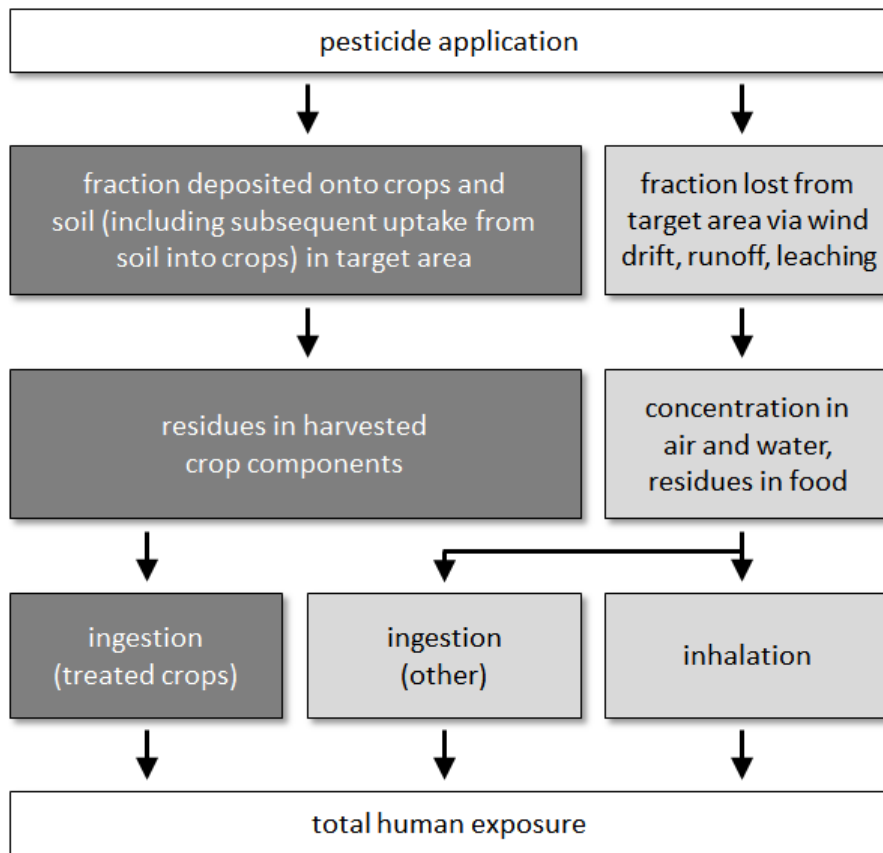 pesticide application
fraction deposited onto crops and
soil (including subsequent uptake from
soil into crops) in target area
fraction lost from
target area via wind
drift, runoff, leaching
residues in harvested
crop components
concentration in
air and water,
residues in food
ingestion
(treated crops)
ingestion
(other)
inhalation
total human exposure